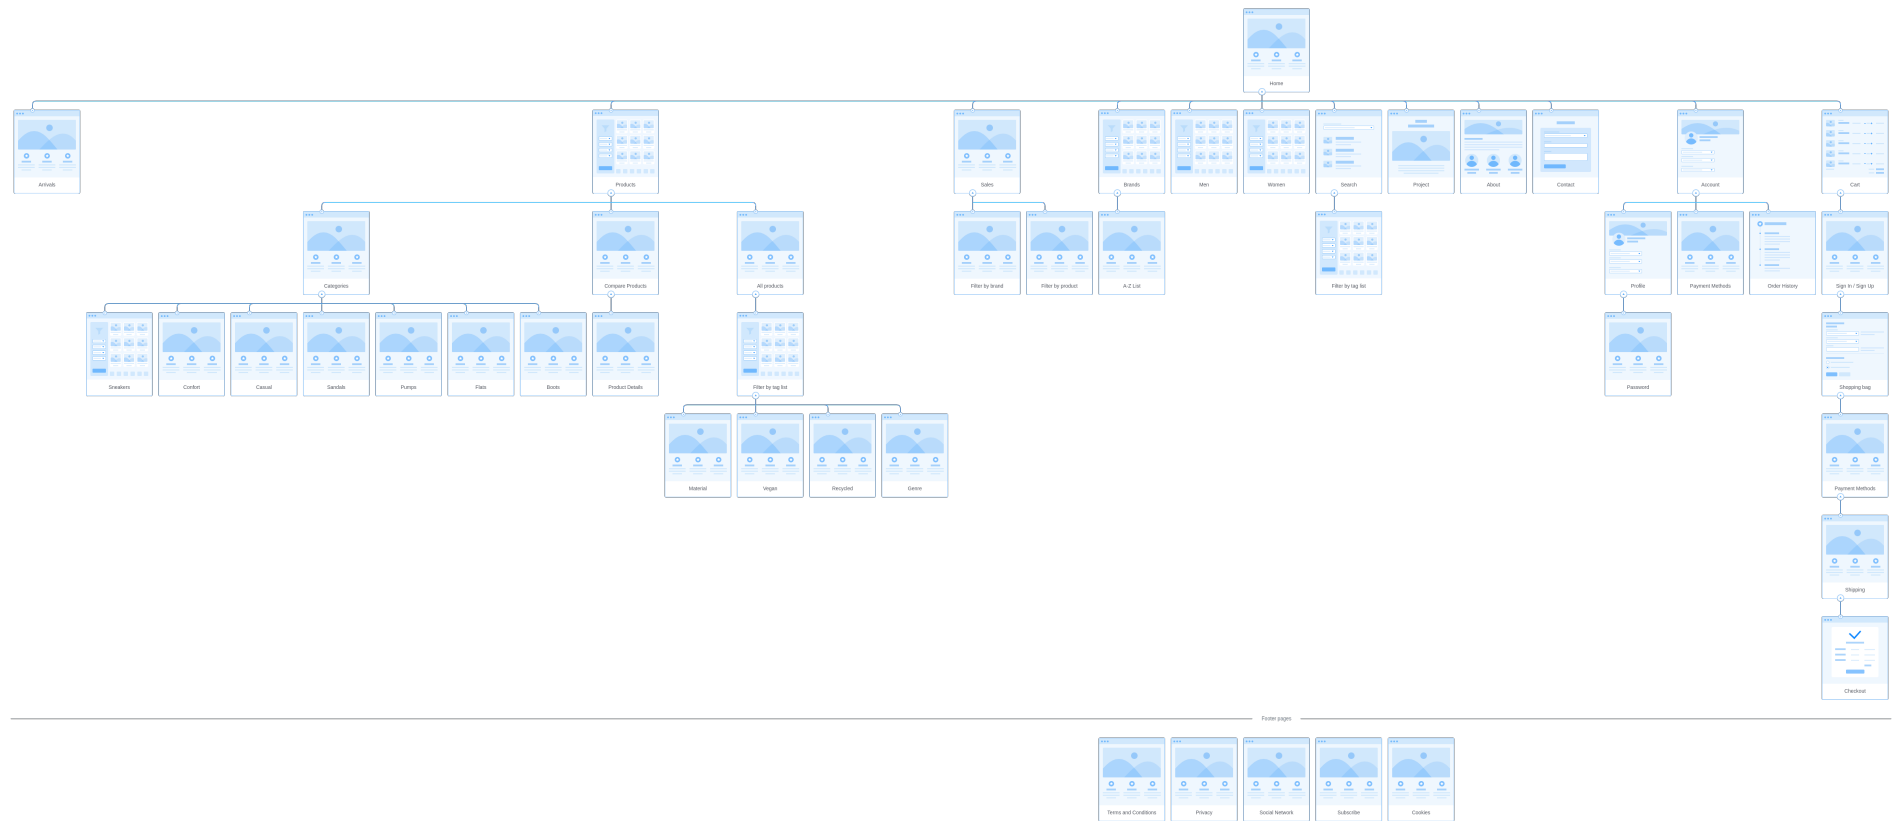 Home
Arrivals
Products
Sales
Brands
Men
Women
Search
Project
About
Contact
Account
Cart
Categories
Compare Products
All products
Filter by brand
Filter by product
A-Z List
Filter by tag list
Profile
Payment Methods
Order History
Sign In / Sign Up
Sneakers
Confort
Casual
Sandals
Pumps
Flats
Boots
Product Details
Filter by tag list
Password
Shopping bag
Material
Vegan
Recycled
Genre
Payment Methods
Shipping
Checkout
Footer pages
Terms and Conditions
Privacy
Social Network
Subscribe
Cookies